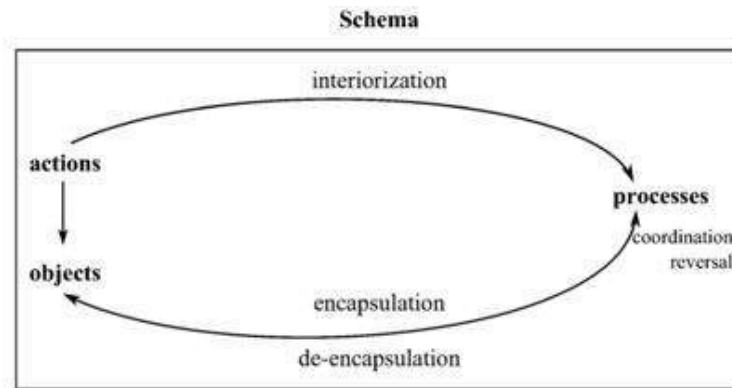 Schema
interiorization
actions
processes
coordination
reversal
objects
encapsulation
de-encapsulation